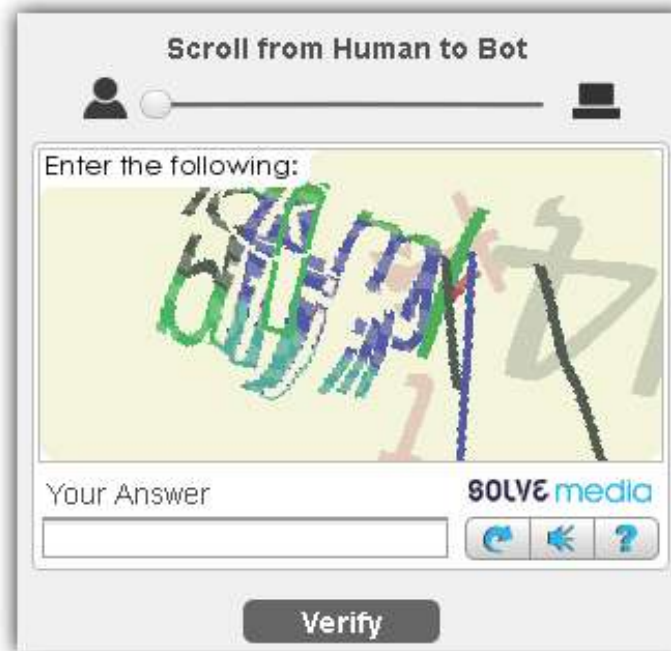 Scroll from Human to Bot
Enter the following:
Your Answer
SOLVE media
?
Verify